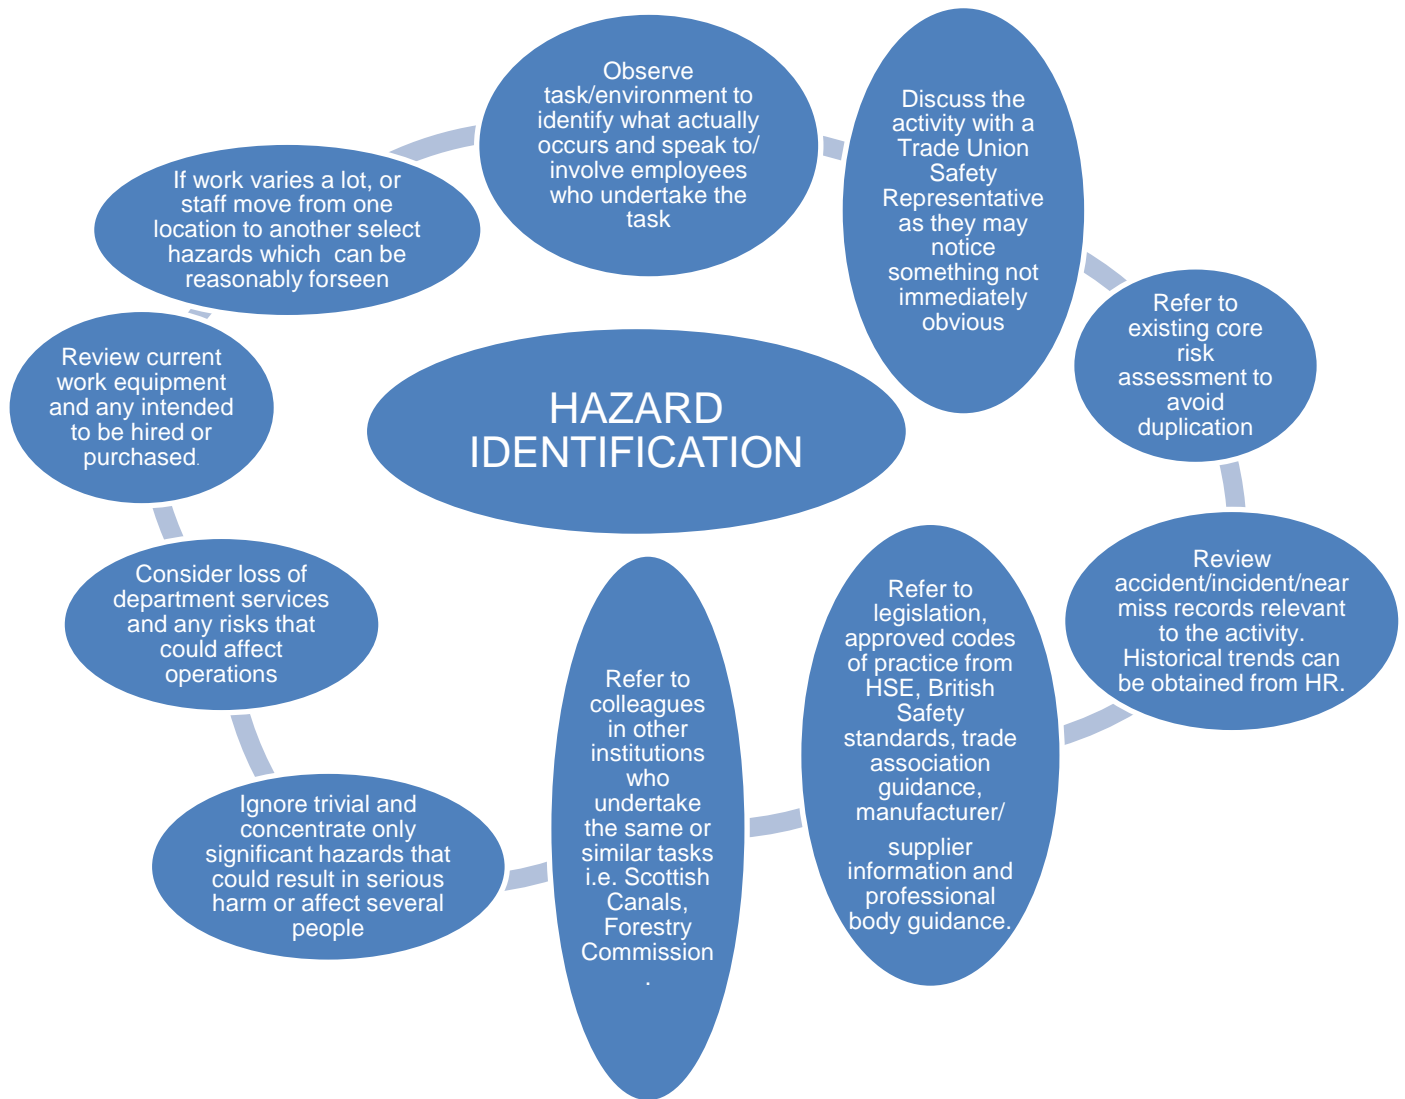 Observe
task/environment to
identify what actually
occurs and speak to/
involve employees
who undertake the
task
Discuss the
activity with a
Trade Union
Safety
Representative
as they may
notice
something not
immediately
obvious
Refer to
existing core
risk
assessment to
avoid
duplication
Review
accident/incident/near
miss records relevant
to the activity.
Historical trends can
be obtained from HR.
Refer to
legislation,
approved codes
of practice from
HSE, British
Safety
standards, trade
association
guidance,
manufacturer/
supplier
information and
professional
body guidance.
Refer to
colleagues
in other
institutions
who
undertake
the same or
similar tasks
i.e. Scottish
Canals,
Forestry
Commission
.
Ignore trivial and
concentrate only
significant hazards that
could result in serious
harm or affect several
people
Consider loss of
department services
and any risks that
could affect
operations
Review current
work equipment
and any intended
to be hired or
purchased.
If work varies a lot, or
staff move from one
location to another select
hazards which can be
reasonably forseen
HAZARD
IDENTIFICATION